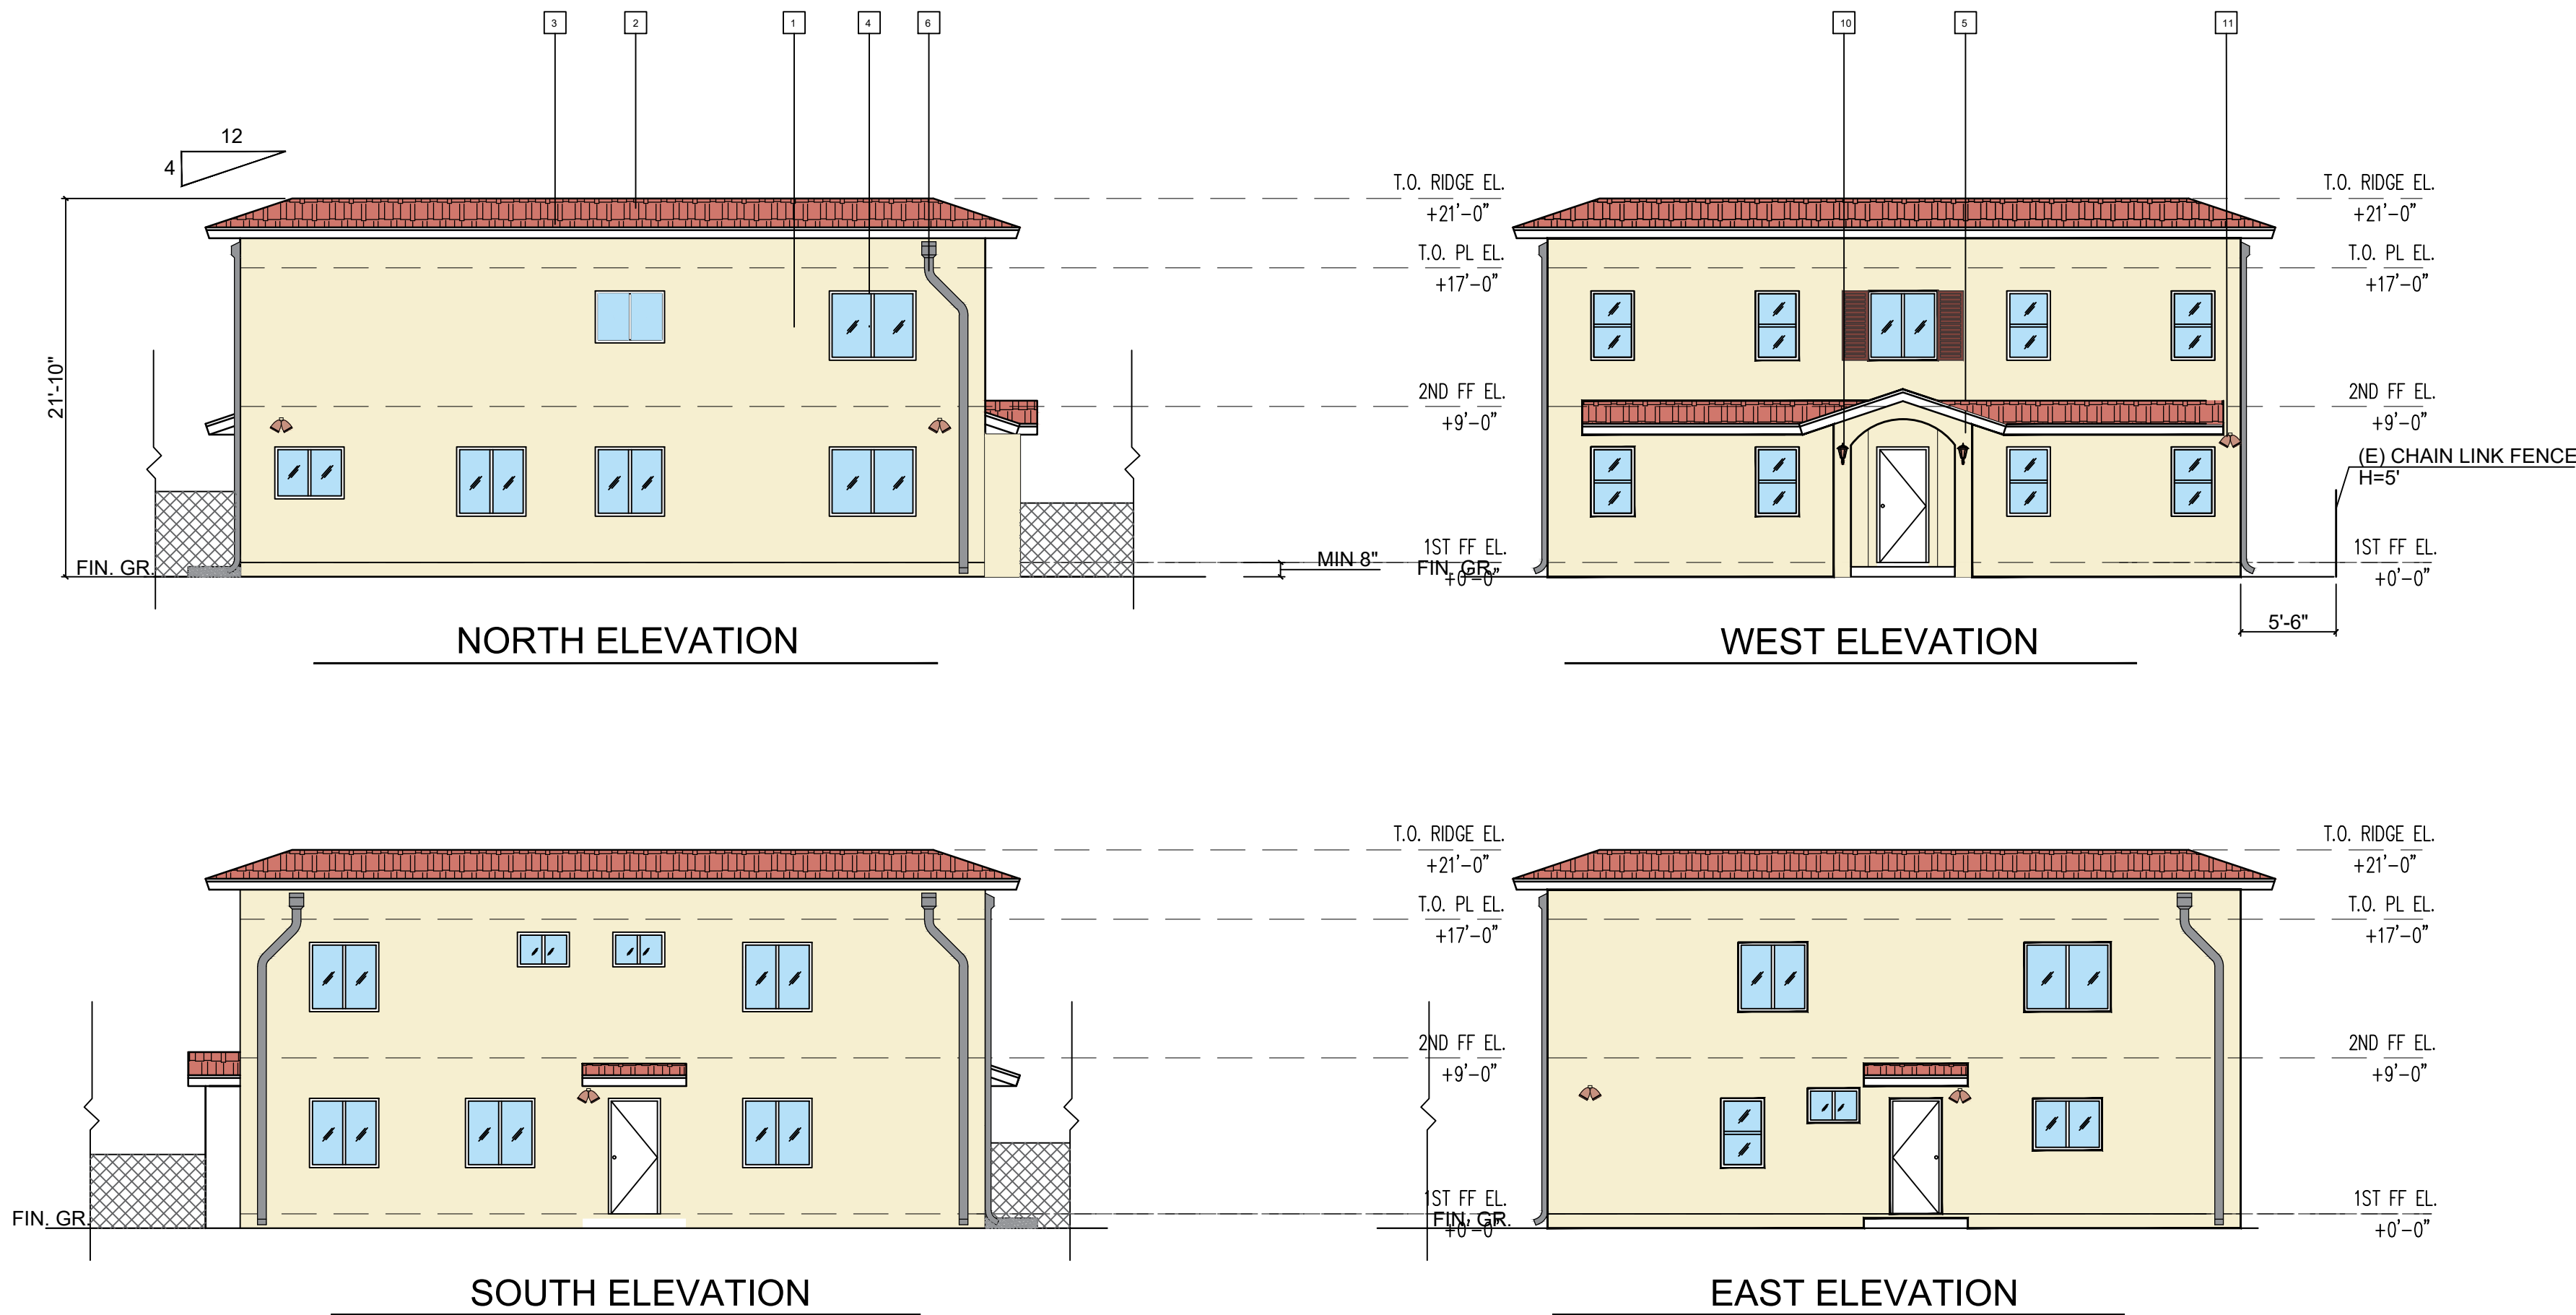 3 2 1 4 6
10 5 11
12
4
21'-10"
FIN. GR.
MIN 8"
T.O. RIDGE EL.
+21'-0"
T.O. PL EL.
+17'-0"
2ND FF EL.
+9'-0"
1ST FF EL.
FIN. GR.
+0'-0"
NORTH ELEVATION
T.O. RIDGE EL.
+21'-0"
T.O. PL EL.
+17'-0"
2ND FF EL.
+9'-0"
(E) CHAIN LINK FENCE
H=5'
1ST FF EL.
+0'-0"
5'-6"
WEST ELEVATION
FIN. GR.
T.O. RIDGE EL.
+21'-0"
T.O. PL EL.
+17'-0"
2ND FF EL.
+9'-0"
1ST FF EL.
FIN. GR.
+0'-0"
SOUTH ELEVATION
T.O. RIDGE EL.
+21'-0"
T.O. PL EL.
+17'-0"
2ND FF EL.
+9'-0"
1ST FF EL.
+0'-0"
EAST ELEVATION